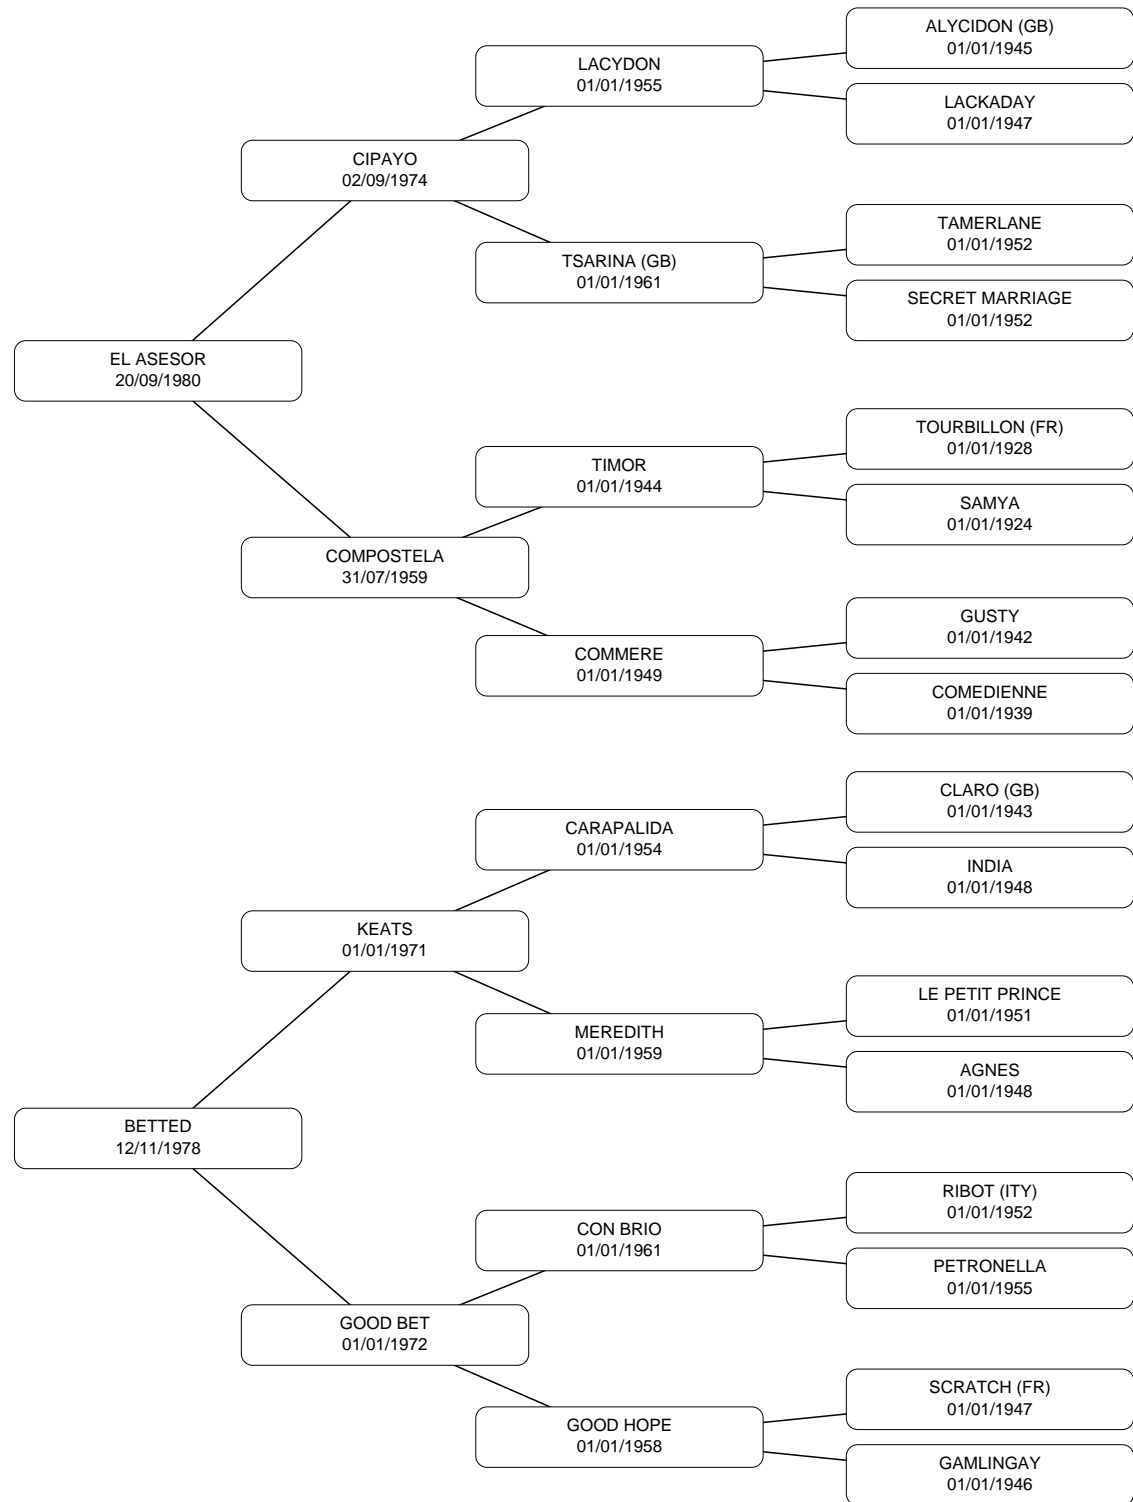 ALYCIDON (GB)
01/01/1945
LACYDON
01/01/1955
LACKADAY
01/01/1947
CIPAYO
02/09/1974
TAMERLANE
01/01/1952
TSARINA (GB)
01/01/1961
SECRET MARRIAGE
01/01/1952
EL ASESOR
20/09/1980
TOURBILLON (FR)
01/01/1928
TIMOR
01/01/1944
SAMYA
01/01/1924
COMPOSTELA
31/07/1959
GUSTY
01/01/1942
COMMERE
01/01/1949
COMEDIENNE
01/01/1939
CLARO (GB)
01/01/1943
CARAPALIDA
01/01/1954
INDIA
01/01/1948
KEATS
01/01/1971
LE PETIT PRINCE
01/01/1951
MEREDITH
01/01/1959
AGNES
01/01/1948
BETTED
12/11/1978
RIBOT (ITY)
01/01/1952
CON BRIO
01/01/1961
PETRONELLA
01/01/1955
GOOD BET
01/01/1972
SCRATCH (FR)
01/01/1947
GOOD HOPE
01/01/1958
GAMLINGAY
01/01/1946